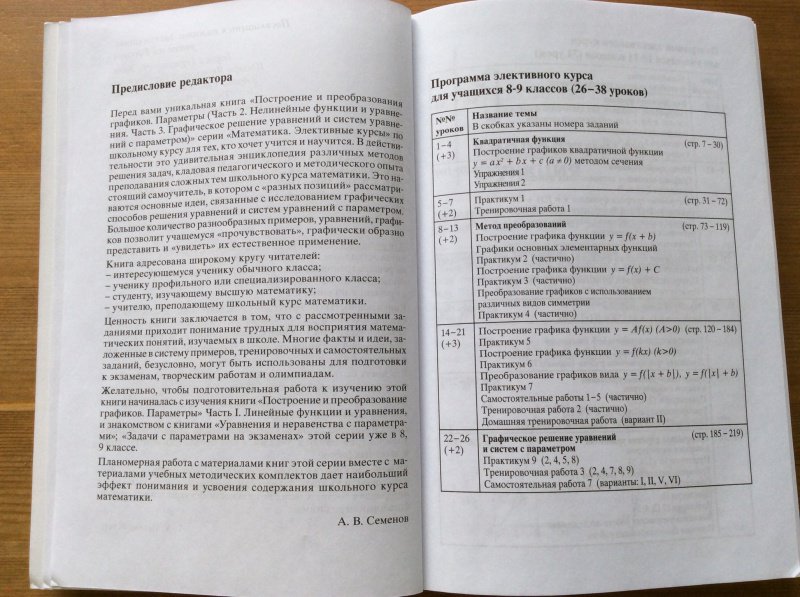 Предисловие редактора
Перед вами уникальная книга «Построение и преобразования
графиков. Параметры (Часть 2. Нелинейные функции и уравне-
ния. Часть 3. Графическое решение уравнений и систем уравне-
ний с параметром)» серии «Математика. Элективные курсы» по
школьному курсу для тех, кто хочет учится и научится. В действи-
тельности это удивительная энциклопедия различных методов
решения задач, кладовая педагогического и методического опыта
преподавания сложных тем школьного курса математики. Это на-
стоящий самоучитель, в котором с «разных позиций» рассматри-
ваются основные идеи, связанные с исследованием графических
способов решения уравнений и систем уравнений с параметром.
Большое количество разнообразных примеров, уравнений, графи-
ков позволит учащемуся «прочувствовать», графически образно
представить и «увидеть» их естественное применение.
Книга адресована широкому кругу читателей:
– интересующемуся ученику обычного класса;
– ученику профильного или специализированного класса;
– студенту, изучающему высшую математику;
– учителю, преподающему школьный курс математики.
Ценность книги заключается в том, что с рассмотренными за-
даниями приходит понимание трудных для восприятия матема-
тических понятий, изучаемых в школе. Многие факты и идеи, за-
ложенные в систему примеров, тренировочных и самостоятельных
заданий, безусловно, могут быть использованы для подготовки
к экзаменам, творческим работам и олимпиадам.
Желательно, чтобы подготовительная работа к изучению этой
книги начиналась с изучения книги «Построение и преобразование
графиков. Параметры» Часть I. Линейные функции и уравнения,
и знакомством с книгами «Уравнения и неравенства с параметра-
ми»; «Задачи с параметрами на экзаменах» этой серии уже в 8,
9 классе.
Планомерная работа с материалами книг этой серии вместе с ма-
териалами учебных методических комплектов дает наибольший
эффект понимания и усвоения содержания школьного курса
математики.
А. В. Семенов
Программа элективного курса
для учащихся 8-9 классов (26–38 уроков)
№№ Название темы
уроков В скобках указаны номера заданий
1–4 Квадратичная функция (стр. 7 - 30)
(+3) Построение графиков квадратичной функции
y = ax² + bx + c (a ≠ 0) методом сечения
Упражнения 1
Упражнения 2
5–7 Практикум 1 (стр. 31 – 72)
(+2) Тренировочная работа 1
8–13 Метод преобразований (стр. 73 –119)
(+2) Построение графика функции y = f(x + b)
Графики основных элементарных функций
Практикум 2 (частично)
Построение графика функции y = f(x) + C
Практикум 3 (частично)
Преобразование графиков с использованием
различных видов симметрии
Практикум 4 (частично)
14–21 Построение графика функции y = Af(x) (A>0) (стр. 120 –184)
(+3) Практикум 5
Построение графика функции y = f(kx) (k>0)
Практикум 6
Преобразование графиков вида y = f(|x + b|), y = f(|x| + b)
Практикум 7
Самостоятельные работы 1–5 (частично)
Тренировочная работа 2 (частично)
Домашняя тренировочная работа (вариант II)
22–26 Графическое решение уравнений (стр. 185 –219)
(+2) и систем с параметром
Практикум 9 (2, 4, 5, 8)
Тренировочная работа 3 (2, 4, 7, 8, 9)
Самостоятельная работа 7 (варианты: I, II, V, VI)